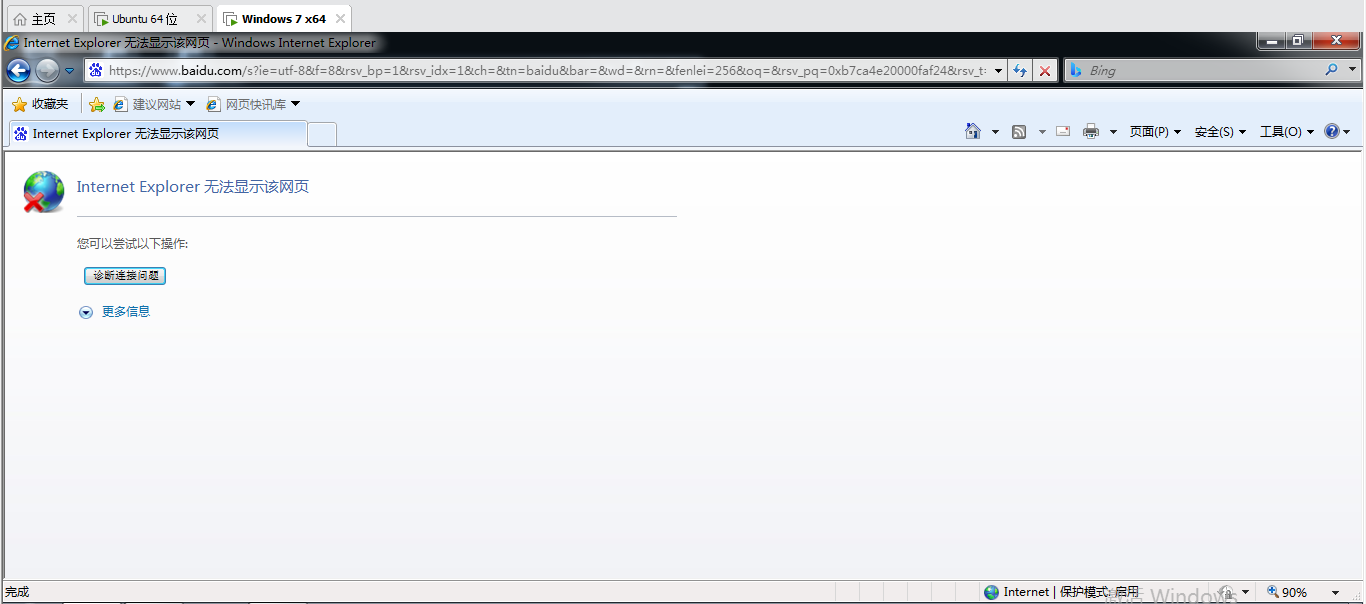 主页
Ubuntu 64 位
Windows 7 x64
Internet Explorer 无法显示该网页 - Windows Internet Explorer
https://www.baidu.com/s?ie=utf-8&f=8&rsv_bp=1&rsv_idx=1&ch=&tn=baidu&bar=&wd=&rn=&fenlei=256&oq=&rsv_pq=0xb7ca4e20000faf24&rsv_t=
Bing
收藏夹
建议网站
网页快讯库
Internet Explorer 无法显示该网页
页面(P)
安全(S)
工具(O)
Internet Explorer 无法显示该网页
您可以尝试以下操作:
诊断连接问题
更多信息
完成
Internet | 保护模式: 启用
激活 Windows
90%